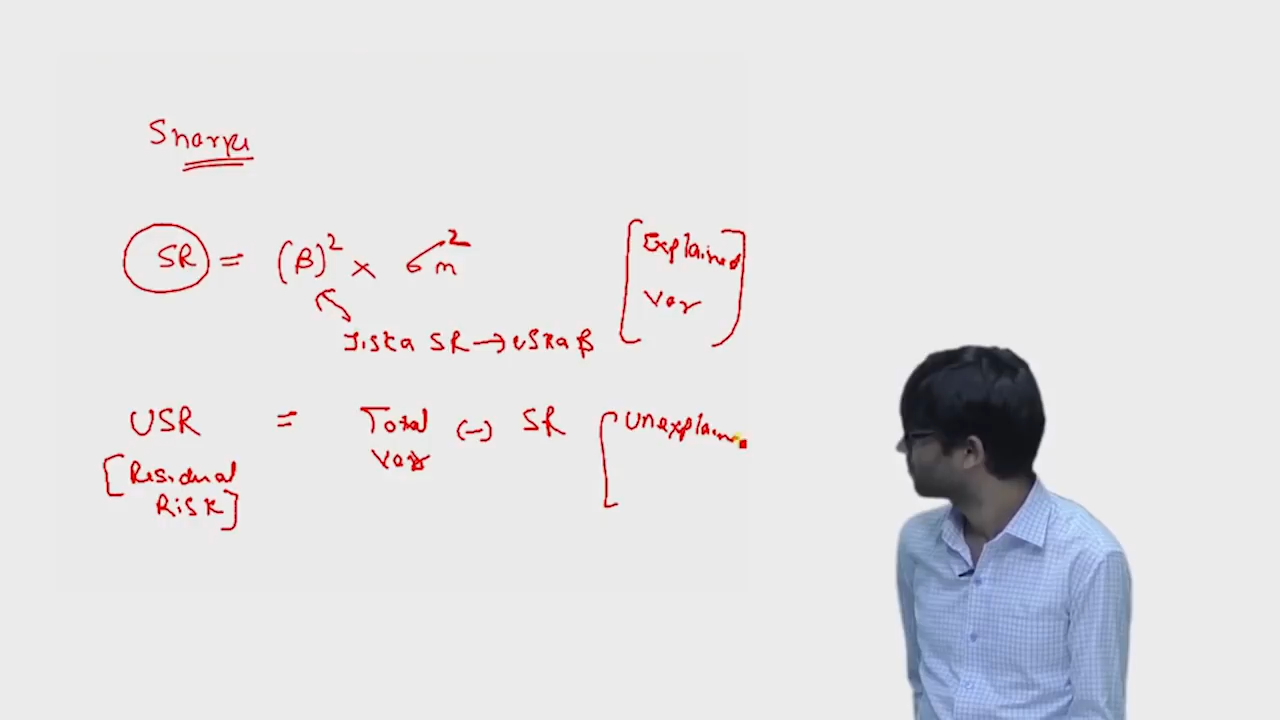 Sharpe
SR = (β)² × σm² [Explained
Var]
Jiska SR → uska β
USR = Total (-) SR [Unexplained
Var
[Residual
Risk]